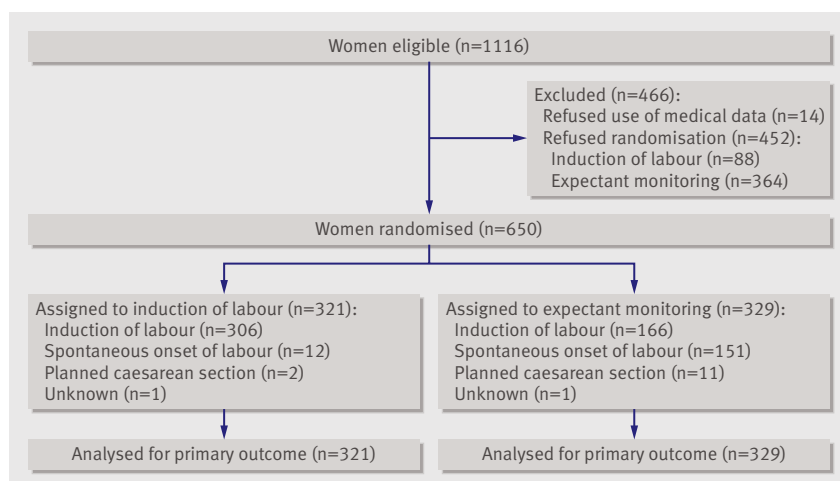 Women eligible (n=1116)
Excluded (n=466):
Refused use of medical data (n=14)
Refused randomisation (n=452):
Induction of labour (n=88)
Expectant monitoring (n=364)
Women randomised (n=650)
Assigned to induction of labour (n=321):
Induction of labour (n=306)
Spontaneous onset of labour (n=12)
Planned caesarean section (n=2)
Unknown (n=1)
Assigned to expectant monitoring (n=329):
Induction of labour (n=166)
Spontaneous onset of labour (n=151)
Planned caesarean section (n=11)
Unknown (n=1)
Analysed for primary outcome (n=321)
Analysed for primary outcome (n=329)